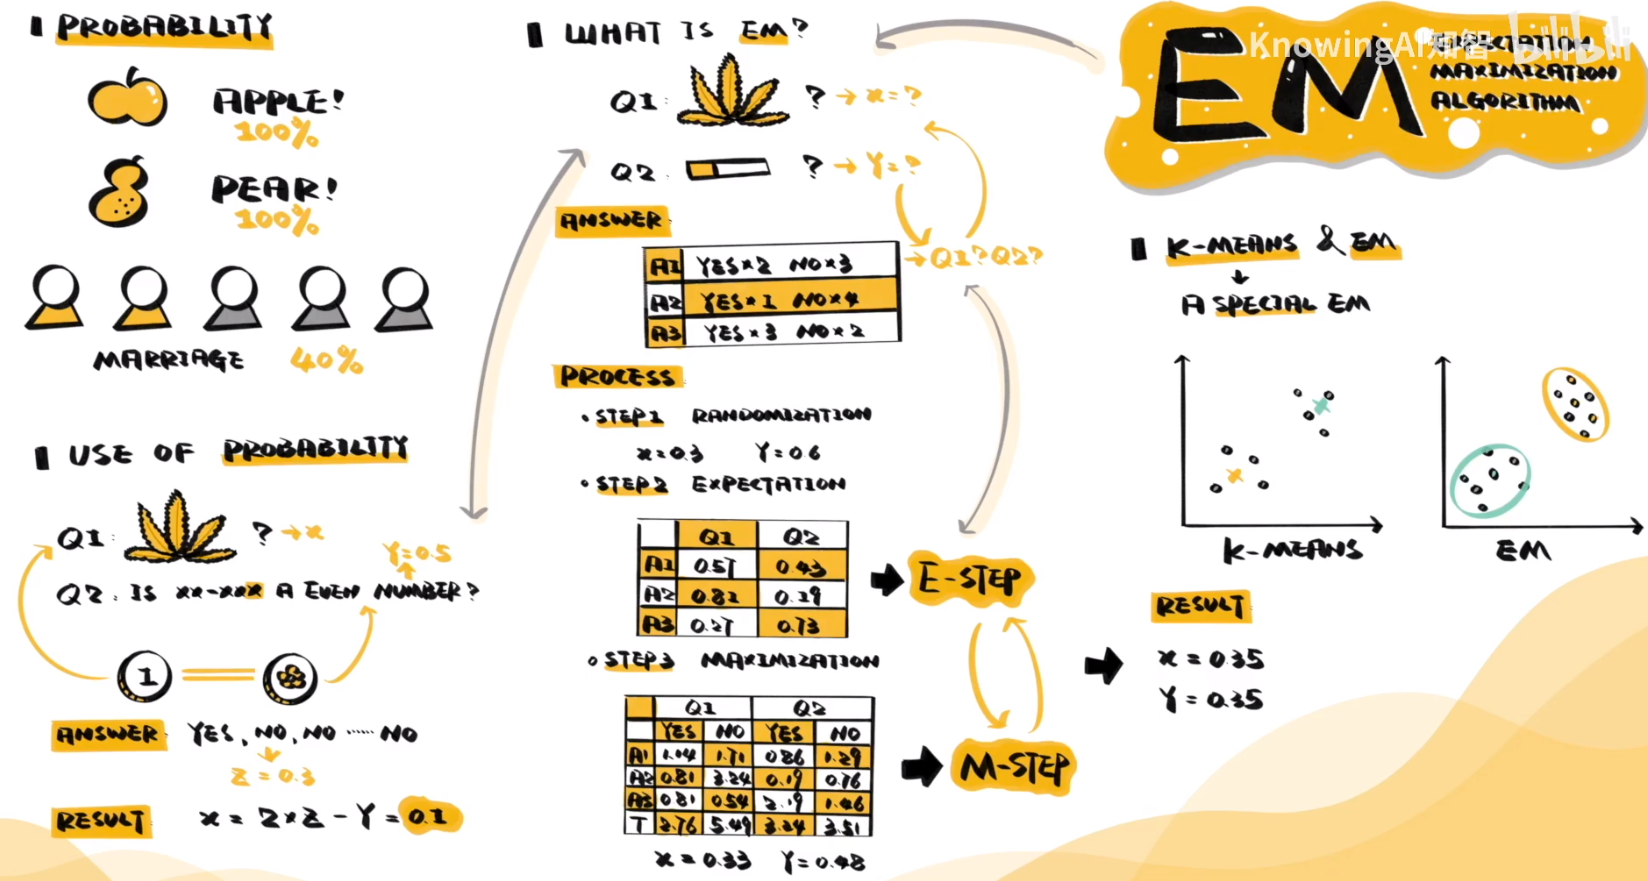 PROBABILITY
APPLE!
100%
PEAR!
100%
MARRIAGE 40%
USE OF PROBABILITY
Q1: ? → x
Y=0.5
Q2: IS xx-xxx A EVEN NUMBER?
1
ANSWER YES, NO, NO ...... NO
Z = 0.3
RESULT x = 2×Z - Y = 0.1
WHAT IS EM?
Q1: ? → x=?
Q2 ? → Y=?
ANSWER
→ Q1? Q2?
A1 YES×2 NO×3
A2 YES×1 NO×4
A3 YES×3 NO×2
PROCESS
• STEP1 RANDOMIZATION
x=0.3 Y=0.6
• STEP2 EXPECTATION
Q1 Q2
A1 0.57 0.43
A2 0.81 0.19
A3 0.27 0.73
E-STEP
STEP3 MAXIMIZATION
Q1 Q2
YES NO YES NO
A1 1.14 1.71 0.86 1.29
A2 0.81 3.24 0.19 0.76
A3 0.81 0.54 2.19 1.46
T 2.76 5.49 3.24 3.51
x=0.33 Y=0.48
M-STEP
EM
EXPECTATION
MAXIMIZATION
ALGORITHM
KnowingAI知智 bilibili
K-MEANS & EM
A SPECIAL EM
K-MEANS
EM
RESULT
x = 0.35
Y = 0.35